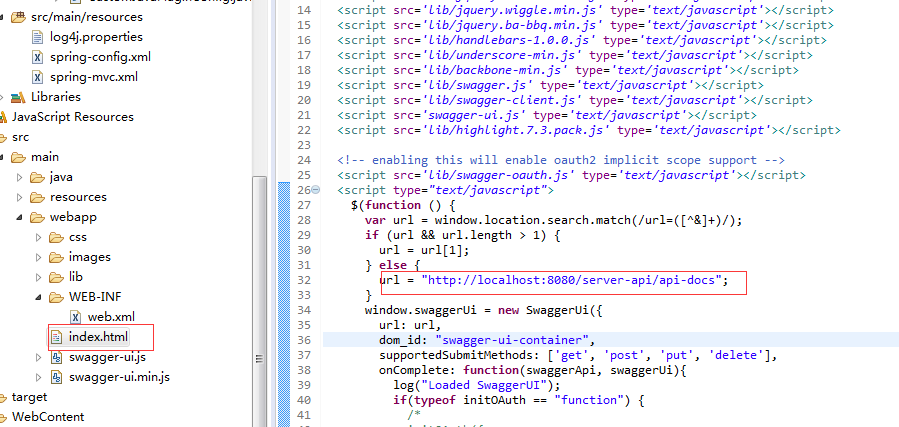 src/main/resources
log4j.properties
spring-config.xml
spring-mvc.xml
Libraries
JavaScript Resources
src
main
java
resources
webapp
css
images
lib
WEB-INF
web.xml
index.html
swagger-ui.js
swagger-ui.min.js
target
WebContent
14 <script src='lib/jquery.wiggle.min.js' type='text/javascript'></script>
15 <script src='lib/jquery.ba-bbq.min.js' type='text/javascript'></script>
16 <script src='lib/handlebars-1.0.0.js' type='text/javascript'></script>
17 <script src='lib/underscore-min.js' type='text/javascript'></script>
18 <script src='lib/backbone-min.js' type='text/javascript'></script>
19 <script src='lib/swagger.js' type='text/javascript'></script>
20 <script src='lib/swagger-client.js' type='text/javascript'></script>
21 <script src='swagger-ui.js' type='text/javascript'></script>
22 <script src='lib/highlight.7.3.pack.js' type='text/javascript'></script>
23
24 <!-- enabling this will enable oauth2 implicit scope support -->
25 <script src='lib/swagger-oauth.js' type='text/javascript'></script>
26 <script type="text/javascript">
27 $(function () {
28 var url = window.location.search.match(/url=([^&]+)/);
29 if (url && url.length > 1) {
30 url = url[1];
31 } else {
32 url = "http://localhost:8080/server-api/api-docs";
33 }
34 window.swaggerUi = new SwaggerUi({
35 url: url,
36 dom_id: "swagger-ui-container",
37 supportedSubmitMethods: ['get', 'post', 'put', 'delete'],
38 onComplete: function(swaggerApi, swaggerUi){
39 log("Loaded SwaggerUI");
40 if(typeof initOAuth == "function") {
41 /*